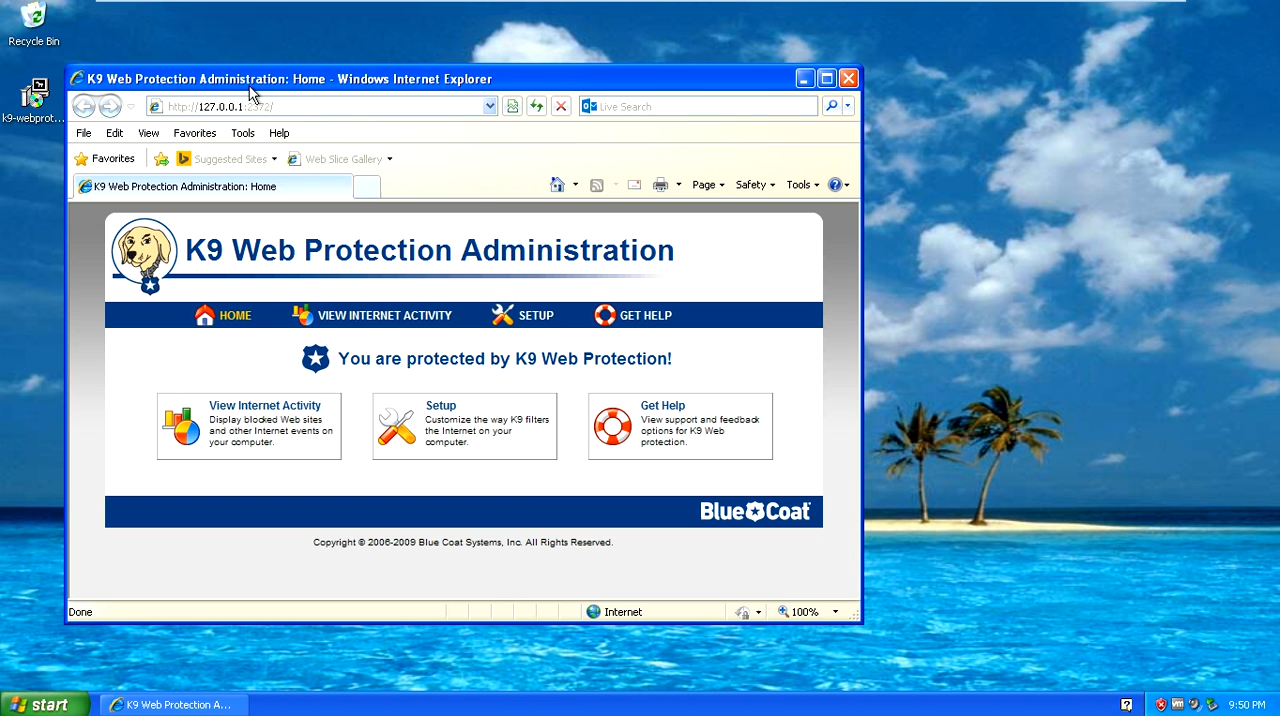 Recycle Bin
k9-webprot...
K9 Web Protection Administration: Home - Windows Internet Explorer
http://127.0.0.1:2372/
Live Search
File Edit View Favorites Tools Help
Favorites Suggested Sites Web Slice Gallery
K9 Web Protection Administration: Home
Page Safety Tools
K9 Web Protection Administration
HOME VIEW INTERNET ACTIVITY SETUP GET HELP
You are protected by K9 Web Protection!
View Internet Activity
Display blocked Web sites
and other Internet events on
your computer.
Setup
Customize the way K9 filters
the Internet on your
computer.
Get Help
View support and feedback
options for K9 Web
protection.
Blue Coat
Copyright © 2006-2009 Blue Coat Systems, Inc. All Rights Reserved.
Done Internet 100%
start K9 Web Protection A... 9:50 PM